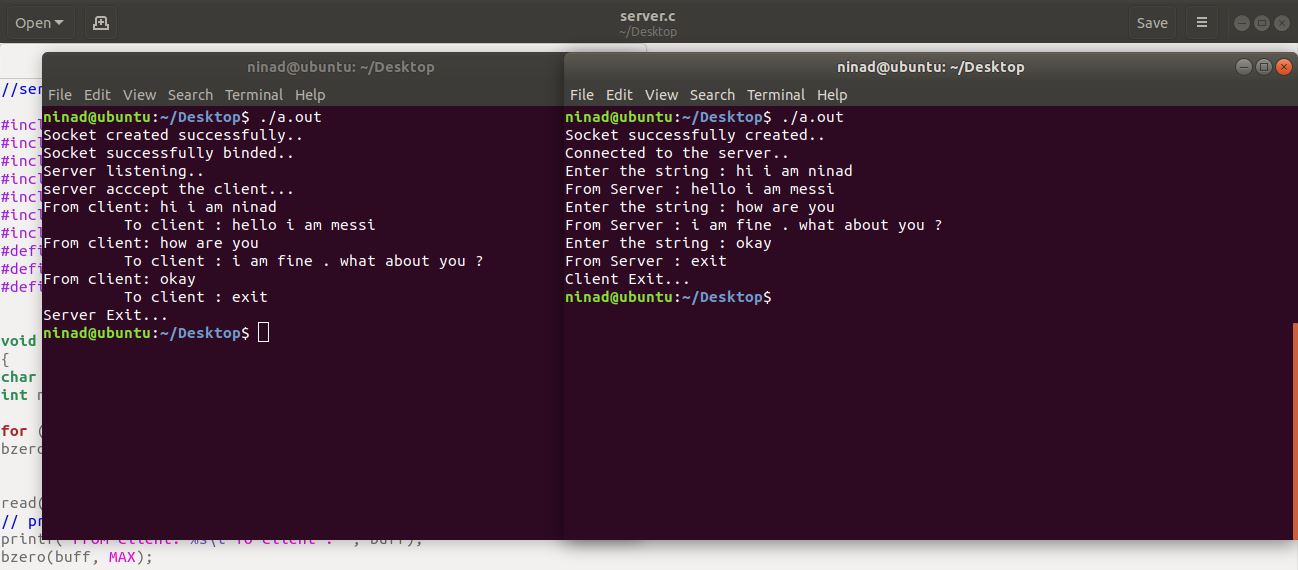 Open
server.c
~/Desktop
Save
ninad@ubuntu: ~/Desktop
File Edit View Search Terminal Help
ninad@ubuntu:~/Desktop$ ./a.out
Socket created successfully..
Socket successfully binded..
Server listening..
server acccept the client...
From client: hi i am ninad
To client : hello i am messi
From client: how are you
To client : i am fine . what about you ?
From client: okay
To client : exit
Server Exit...
ninad@ubuntu:~/Desktop$
ninad@ubuntu: ~/Desktop
File Edit View Search Terminal Help
ninad@ubuntu:~/Desktop$ ./a.out
Socket successfully created..
Connected to the server..
Enter the string : hi i am ninad
From Server : hello i am messi
Enter the string : how are you
From Server : i am fine . what about you ?
Enter the string : okay
From Server : exit
Client Exit...
ninad@ubuntu:~/Desktop$
//ser
#incl
#incl
#incl
#incl
#incl
#incl
#incl
#defi
#defi
#defi
void
{
char
int
for (
bzero
read(
//
bzero(buff, MAX);